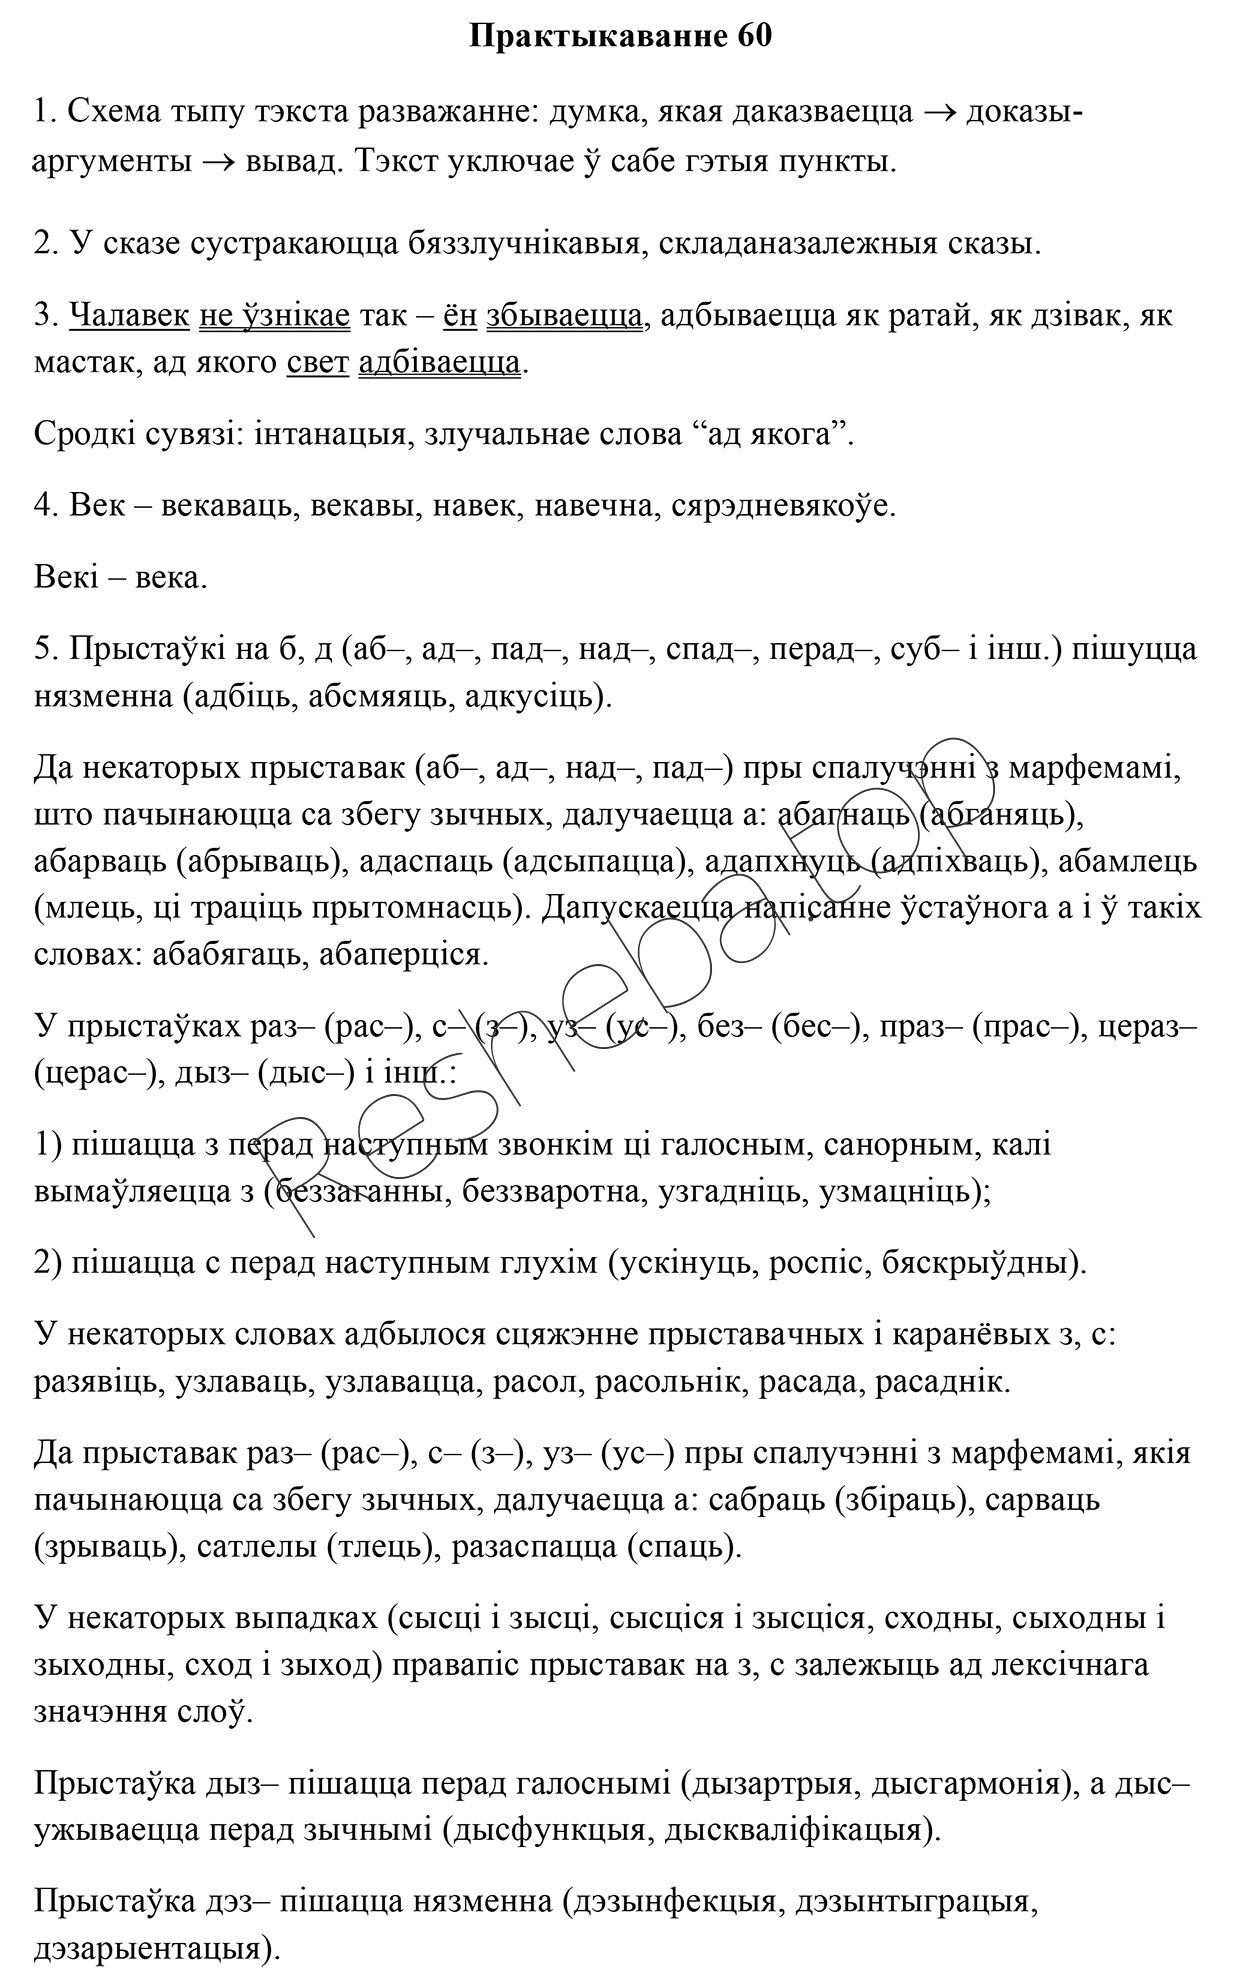 Практыкаванне 60
1. Схема тыпу тэкста разважанне: думка, якая даказваецца → доказы-
аргументы → вывад. Тэкст уключае ў сабе гэтыя пункты.
2. У сказе сустракаюцца бяззлучнікавыя, складаназалежныя сказы.
3. Чалавек не ўзнікае так – ён збываецца, адбываецца як ратай, як дзівак, як
мастак, ад якого свет адбіваецца.
Сродкі сувязі: інтанацыя, злучальнае слова “ад якога”.
4. Век – векаваць, векавы, навек, навечна, сярэдневякоўе.
Векі – века.
5. Прыстаўкі на б, д (аб–, ад–, пад–, над–, спад–, перад–, суб– і інш.) пішуцца
нязменна (адбіць, абсмяяць, адкусіць).
Да некаторых прыставак (аб–, ад–, над–, пад–) пры спалучэнні з марфемамі,
што пачынаюцца са збегу зычных, далучаецца а: абагнаць (абганяць),
абарваць (абрываць), адаспаць (адсыпацца), адапхнуць (адпіхваць), абамлець
(млець, ці траціць прытомнасць). Дапускаецца напісанне ўстаўнога а і ў такіх
словах: абабягаць, абаперціся.
У прыстаўках раз– (рас–), с– (з–), уз– (ус–), без– (бес–), праз– (прас–), цераз–
(церас–), дыз– (дыс–) і інш.:
1) пішацца з перад наступным звонкім ці галосным, санорным, калі
вымаўляецца з (беззаганны, беззваротна, узгадніць, узмацніць);
2) пішацца с перад наступным глухім (ускінуць, роспіс, бяскрыўдны).
У некаторых словах адбылося сцяжэнне прыставачных і каранёвых з, с:
разявіць, узлаваць, узлавацца, расол, расольнік, расада, расаднік.
Да прыставак раз– (рас–), с– (з–), уз– (ус–) пры спалучэнні з марфемамі, якія
пачынаюцца са збегу зычных, далучаецца а: сабраць (збіраць), сарваць
(зрываць), сатлелы (тлець), разаспацца (спаць).
У некаторых выпадках (сысці і зысці, сысціся і зысціся, сходны, сыходны і
зыходны, сход і зыход) правапіс прыставак на з, с залежыць ад лексічнага
значэння слоў.
Прыстаўка дыз– пішацца перад галоснымі (дызартрыя, дысгармонія), а дыс–
ужываецца перад зычнымі (дысфункцыя, дыскваліфікацыя).
Прыстаўка дэз– пішацца нязменна (дэзынфекцыя, дэзынтыграцыя,
дэзарыентацыя).
Resheba.top